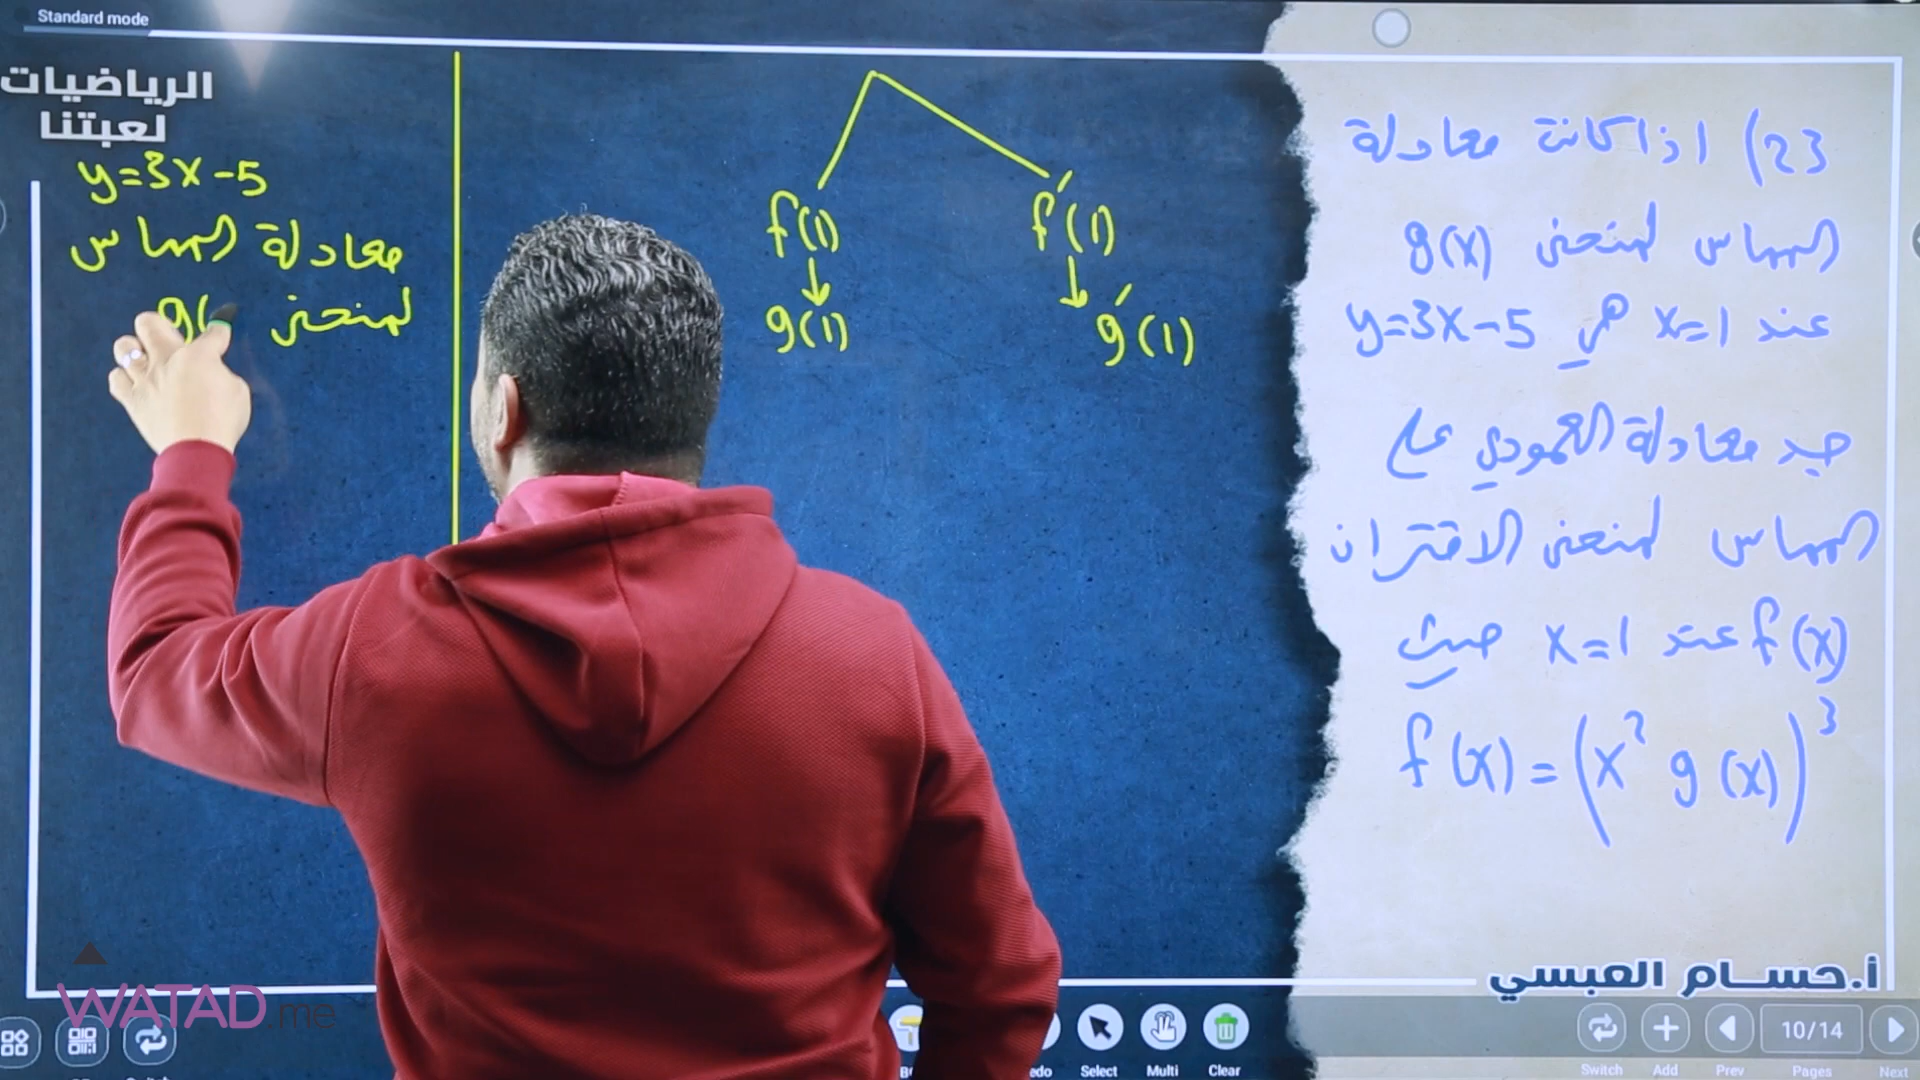 Standard mode
الرياضيات
لعبتنا
23) اذا كانت معادلة
المماس لمنحنى g(x)
عند x=1 هي y=3x-5
جد معادلة العمودي على
المماس لمنحنى الاقتران
f(x) عند x=1 حيث
f(x) = (x² g(x))³
f(1)
f′(1)
g(1)
g′(1)
y=3x-5
معادلة المماس
لمنحنى g(
أ.حسام العبسي
WATAD.me
Select
Multi
Clear
Switch
Add
Prev
10/14
Pages
Next